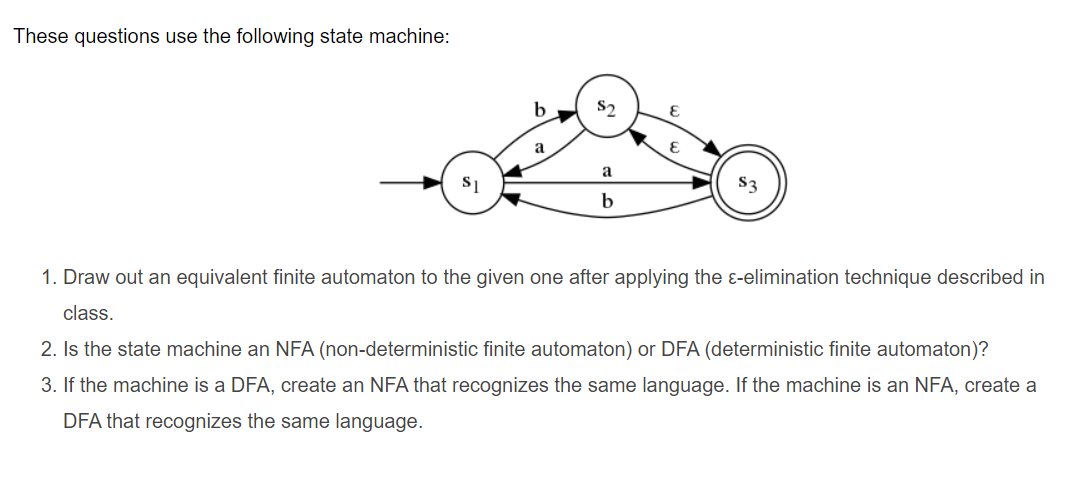 These questions use the following state machine:
b
s2
ε
a
ε
s1
a
s3
b
1. Draw out an equivalent finite automaton to the given one after applying the ε-elimination technique described in
class.
2. Is the state machine an NFA (non-deterministic finite automaton) or DFA (deterministic finite automaton)?
3. If the machine is a DFA, create an NFA that recognizes the same language. If the machine is an NFA, create a
DFA that recognizes the same language.